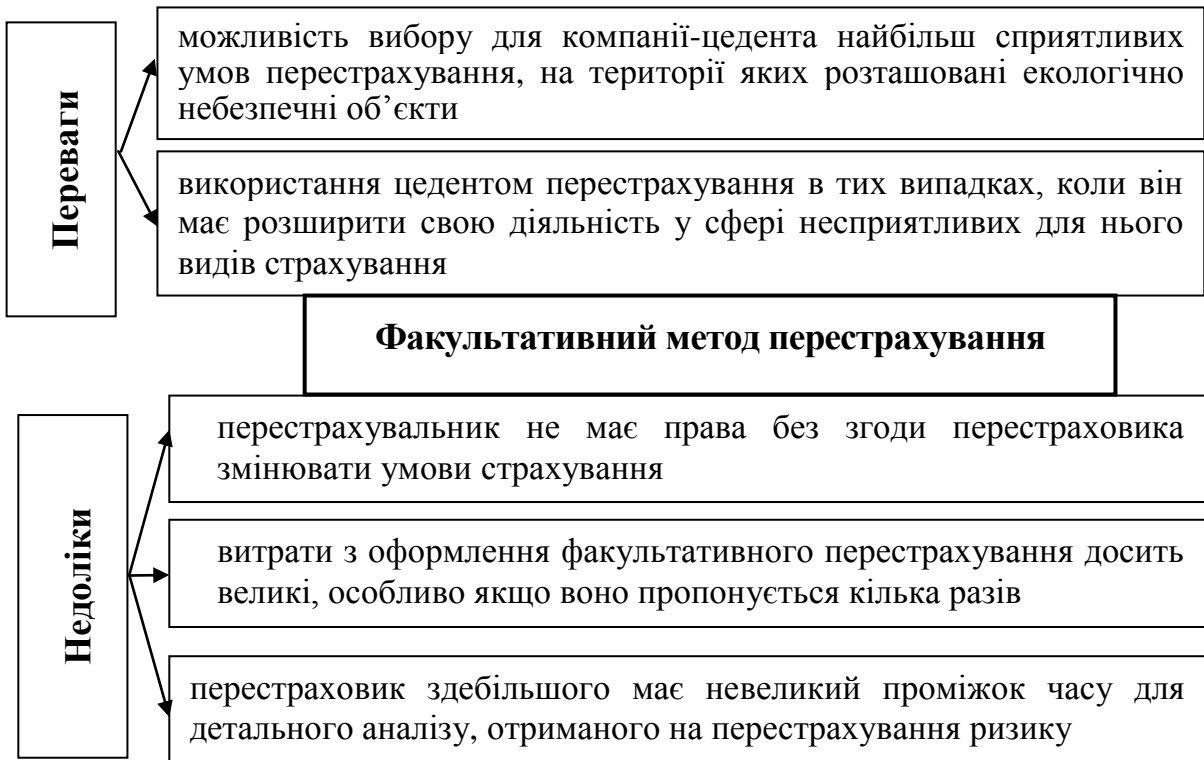 Переваги
можливість вибору для компанії-цедента найбільш сприятливих
умов перестрахування, на території яких розташовані екологічно
небезпечні об’єкти
використання цедентом перестрахування в тих випадках, коли він
має розширити свою діяльність у сфері несприятливих для нього
видів страхування
Факультативний метод перестрахування
Недоліки
перестрахувальник не має права без згоди перестраховика
змінювати умови страхування
витрати з оформлення факультативного перестрахування досить
великі, особливо якщо воно пропонується кілька разів
перестраховик здебільшого має невеликий проміжок часу для
детального аналізу, отриманого на перестрахування ризику